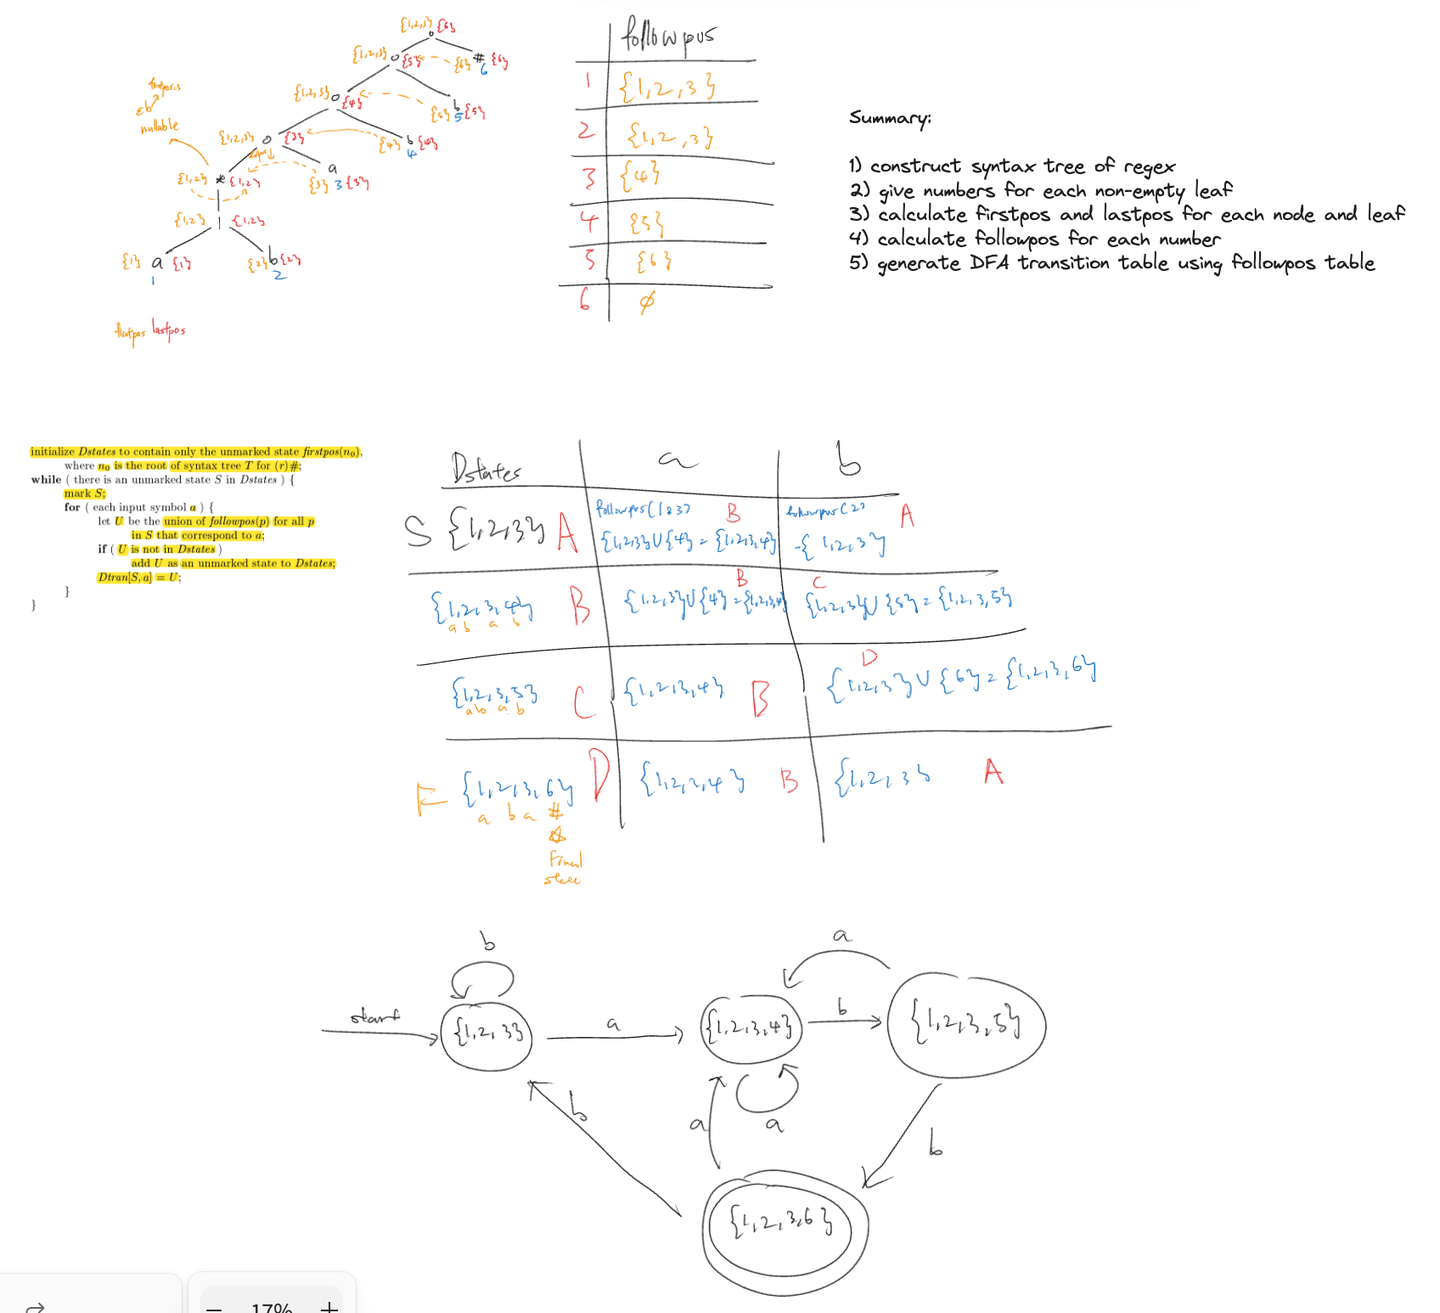 {1,2,3} {6}
{1,2,3} {5} {6} # {6}
6
{1,2,3} {4} {5} b {5}
5
firstpos
εb
nullable
{1,2,3} {3} {4} b {4}
4
{1,2} * {1,2} a
{3} 3 {3}
{1,2} | {1,2}
{1} a {1} {2} b {2}
1 2
firstpos lastpos
followpus
1 {1,2,3}
2 {1,2,3}
3 {4}
4 {5}
5 {6}
6 ∅
Summary:
1) construct syntax tree of regex
2) give numbers for each non-empty leaf
3) calculate firstpos and lastpos for each node and leaf
4) calculate followpos for each number
5) generate DFA transition table using followpos table
initialize Dstates to contain only the unmarked state firstpos(n₀),
where n₀ is the root of syntax tree T for (r)#;
while ( there is an unmarked state S in Dstates ) {
mark S;
for ( each input symbol a ) {
let U be the union of followpos(p) for all p
in S that correspond to a;
if ( U is not in Dstates )
add U as an unmarked state to Dstates;
Dtran[S, a] = U;
}
}
Dstates a b
followpos(1,3) B followpos(2) A
S {1,2,3} A {1,2,3}∪{4} = {1,2,3,4} = {1,2,3}
B C
{1,2,3,4} B {1,2,3}∪{4} = {1,2,3,4} {1,2,3}∪{5} = {1,2,3,5}
a b a b
D
{1,2,3,5} C {1,2,3,4} B {1,2,3}∪{6} = {1,2,3,6}
a b a b
F {1,2,3,6} D {1,2,3,4} B {1,2,3} A
a b a #
Final
state
b a
start {1,2,3} a {1,2,3,4} b {1,2,3,5}
b a a b
{1,2,3,6}
− 17% +